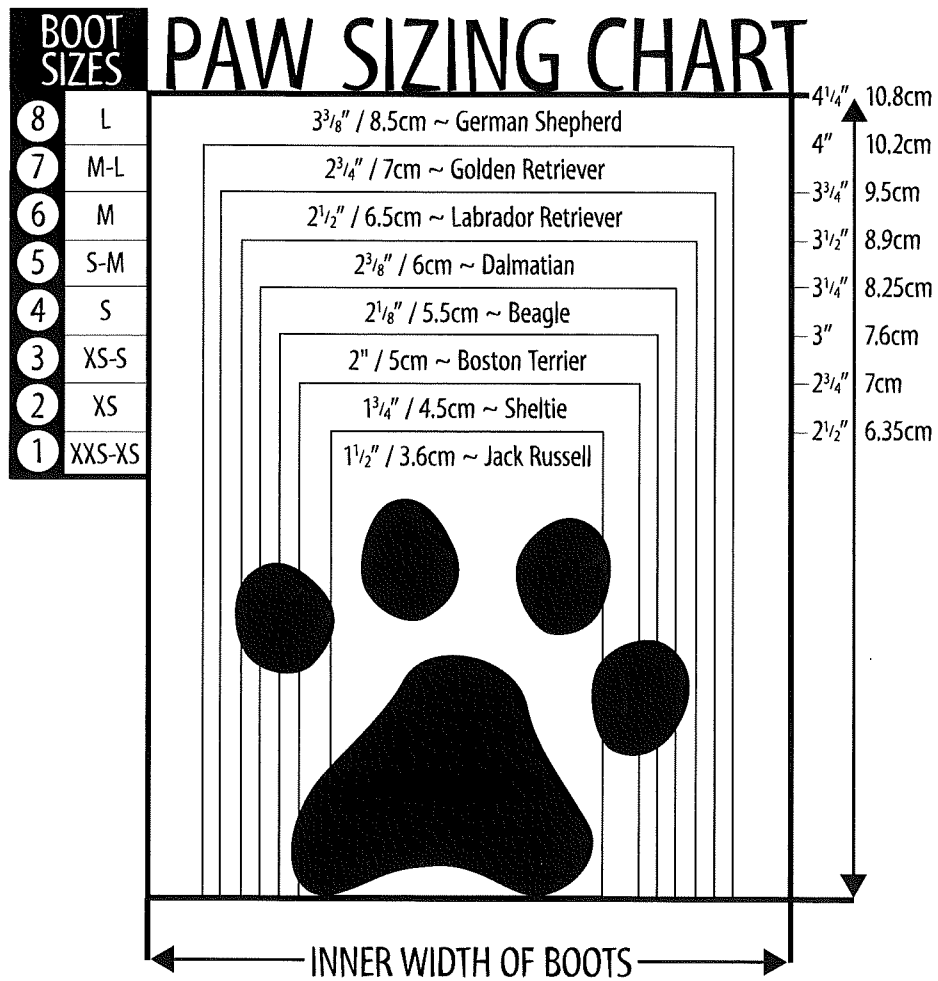 BOOT SIZES
PAW SIZING CHART
8 L 3³/₈" / 8.5cm ~ German Shepherd 4¹/₄" 10.8cm
7 M-L 2³/₄" / 7cm ~ Golden Retriever 4" 10.2cm
6 M 2¹/₂" / 6.5cm ~ Labrador Retriever 3³/₄" 9.5cm
5 S-M 2³/₈" / 6cm ~ Dalmatian 3¹/₂" 8.9cm
4 S 2¹/₈" / 5.5cm ~ Beagle 3¹/₄" 8.25cm
3 XS-S 2" / 5cm ~ Boston Terrier 3" 7.6cm
2 XS 1³/₄" / 4.5cm ~ Sheltie 2³/₄" 7cm
1 XXS-XS 1¹/₂" / 3.6cm ~ Jack Russell 2¹/₂" 6.35cm
INNER WIDTH OF BOOTS